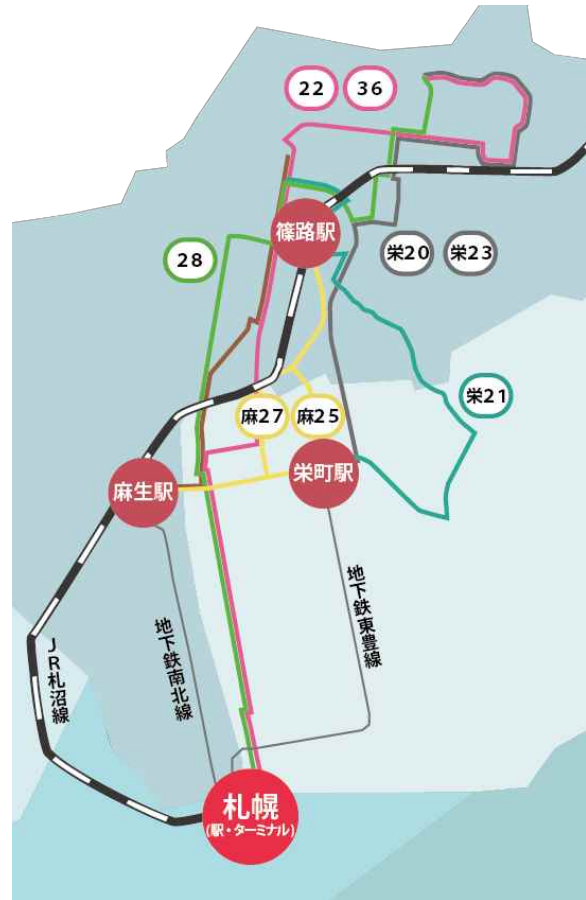 22
36
篠路駅
28
栄20
栄23
栄21
麻27
麻25
麻生駅
栄町駅
地下鉄東豊線
地下鉄南北線
JR札沼線
札幌
(駅・ターミナル)